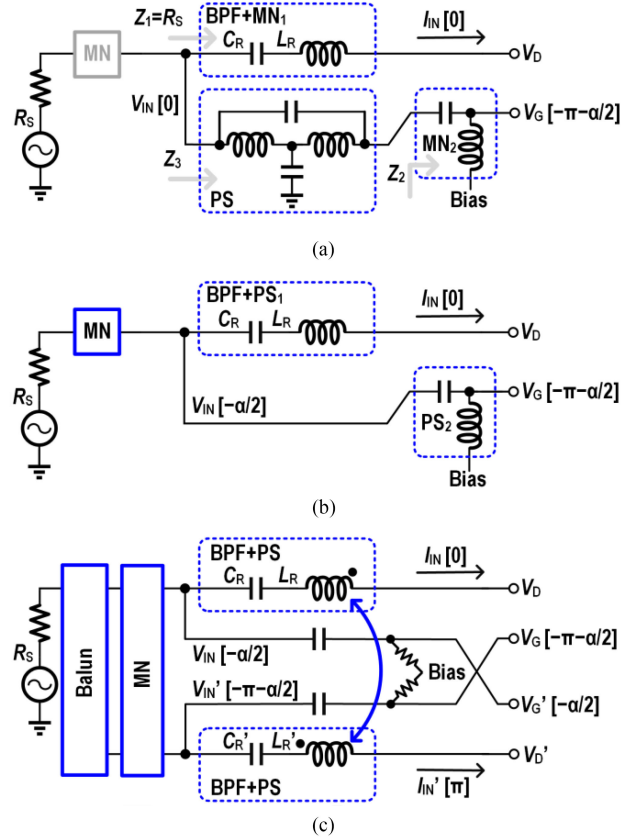 Z1=RS
BPF+MN1
CR LR
IIN [0]
MN
VD
RS
VIN [0]
VG [−π−α/2]
MN2
Z3
Z2
PS
Bias
(a)
BPF+PS1
CR LR
IIN [0]
MN
VD
RS
VIN [−α/2]
VG [−π−α/2]
PS2
Bias
(b)
BPF+PS
CR LR
IIN [0]
VD
RS
Balun
MN
VIN [−α/2]
VG [−π−α/2]
Bias
VIN' [−π−α/2]
VG' [−α/2]
CR' LR'
VD'
BPF+PS
IIN' [π]
(c)